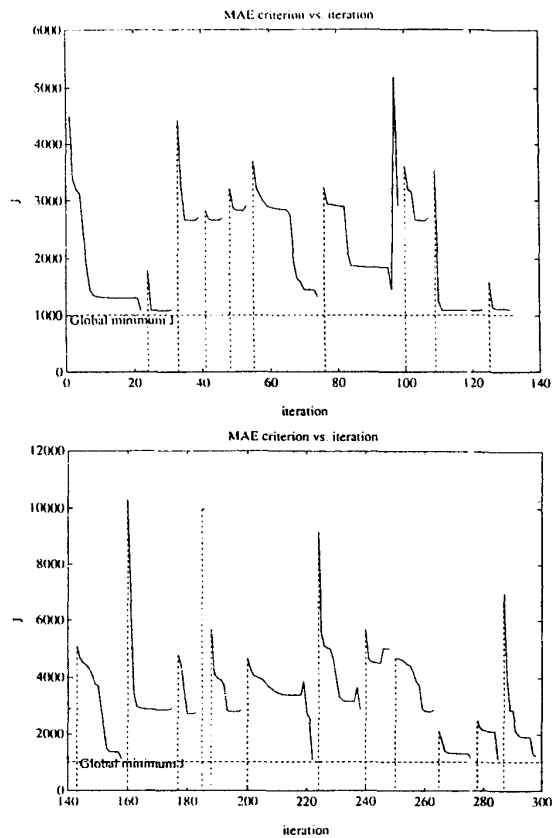 MAE criterion vs. iteration
6000
5000
4000
3000
2000
1000
0
J
Global minimum J
0 20 40 60 80 100 120 140
iteration
MAE criterion vs. iteration
12000
10000
8000
6000
4000
2000
0
J
Global minimum J
140 160 180 200 220 240 260 280 300
iteration